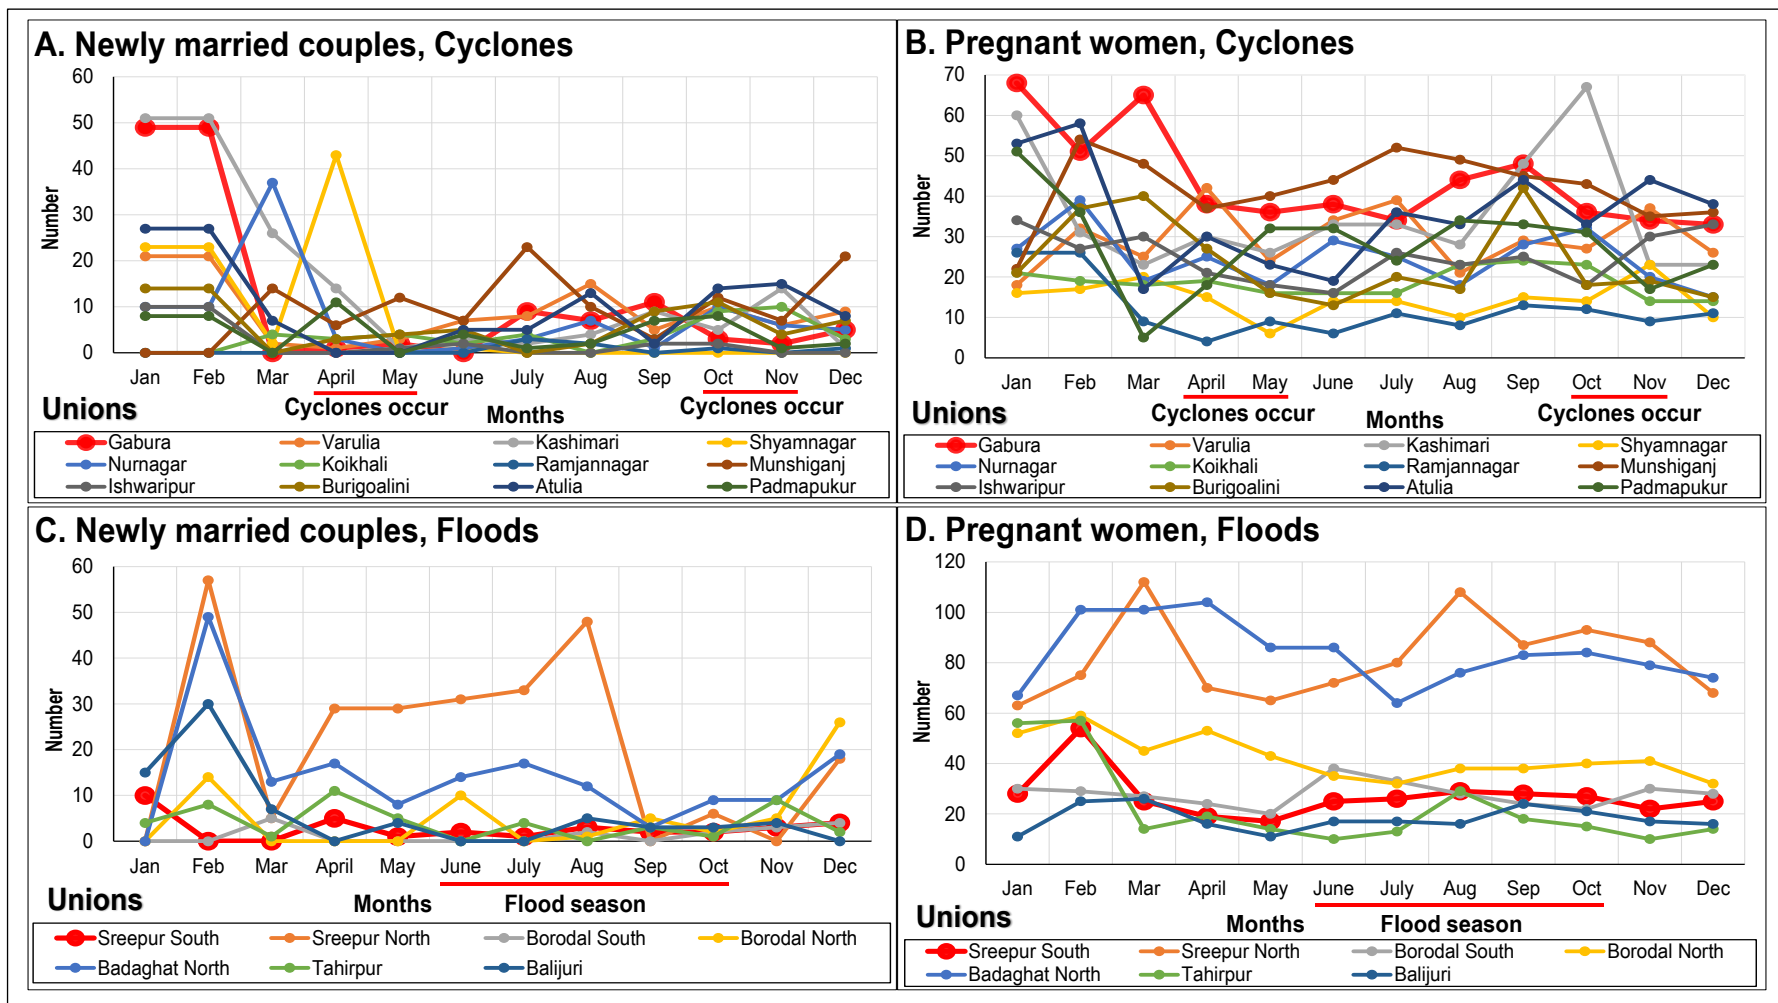 A. Newly married couples, Cyclones
60
50
40
30
20
10
0
Number
Jan Feb Mar April May June July Aug Sep Oct Nov Dec
Unions Cyclones occur Months Cyclones occur
Gabura Varulia Kashimari Shyamnagar
Nurnagar Koikhali Ramjannagar Munshiganj
Ishwaripur Burigoalini Atulia Padmapukur
B. Pregnant women, Cyclones
70
60
50
40
30
20
10
0
Number
Jan Feb Mar April May June July Aug Sep Oct Nov Dec
Unions Cyclones occur Months Cyclones occur
Gabura Varulia Kashimari Shyamnagar
Nurnagar Koikhali Ramjannagar Munshiganj
Ishwaripur Burigoalini Atulia Padmapukur
C. Newly married couples, Floods
60
50
40
30
20
10
0
Number
Jan Feb Mar April May June July Aug Sep Oct Nov Dec
Unions Months Flood season
Sreepur South Sreepur North Borodal South Borodal North
Badaghat North Tahirpur Balijuri
D. Pregnant women, Floods
120
100
80
60
40
20
0
Number
Jan Feb Mar April May June July Aug Sep Oct Nov Dec
Unions Months Flood season
Sreepur South Sreepur North Borodal South Borodal North
Badaghat North Tahirpur Balijuri